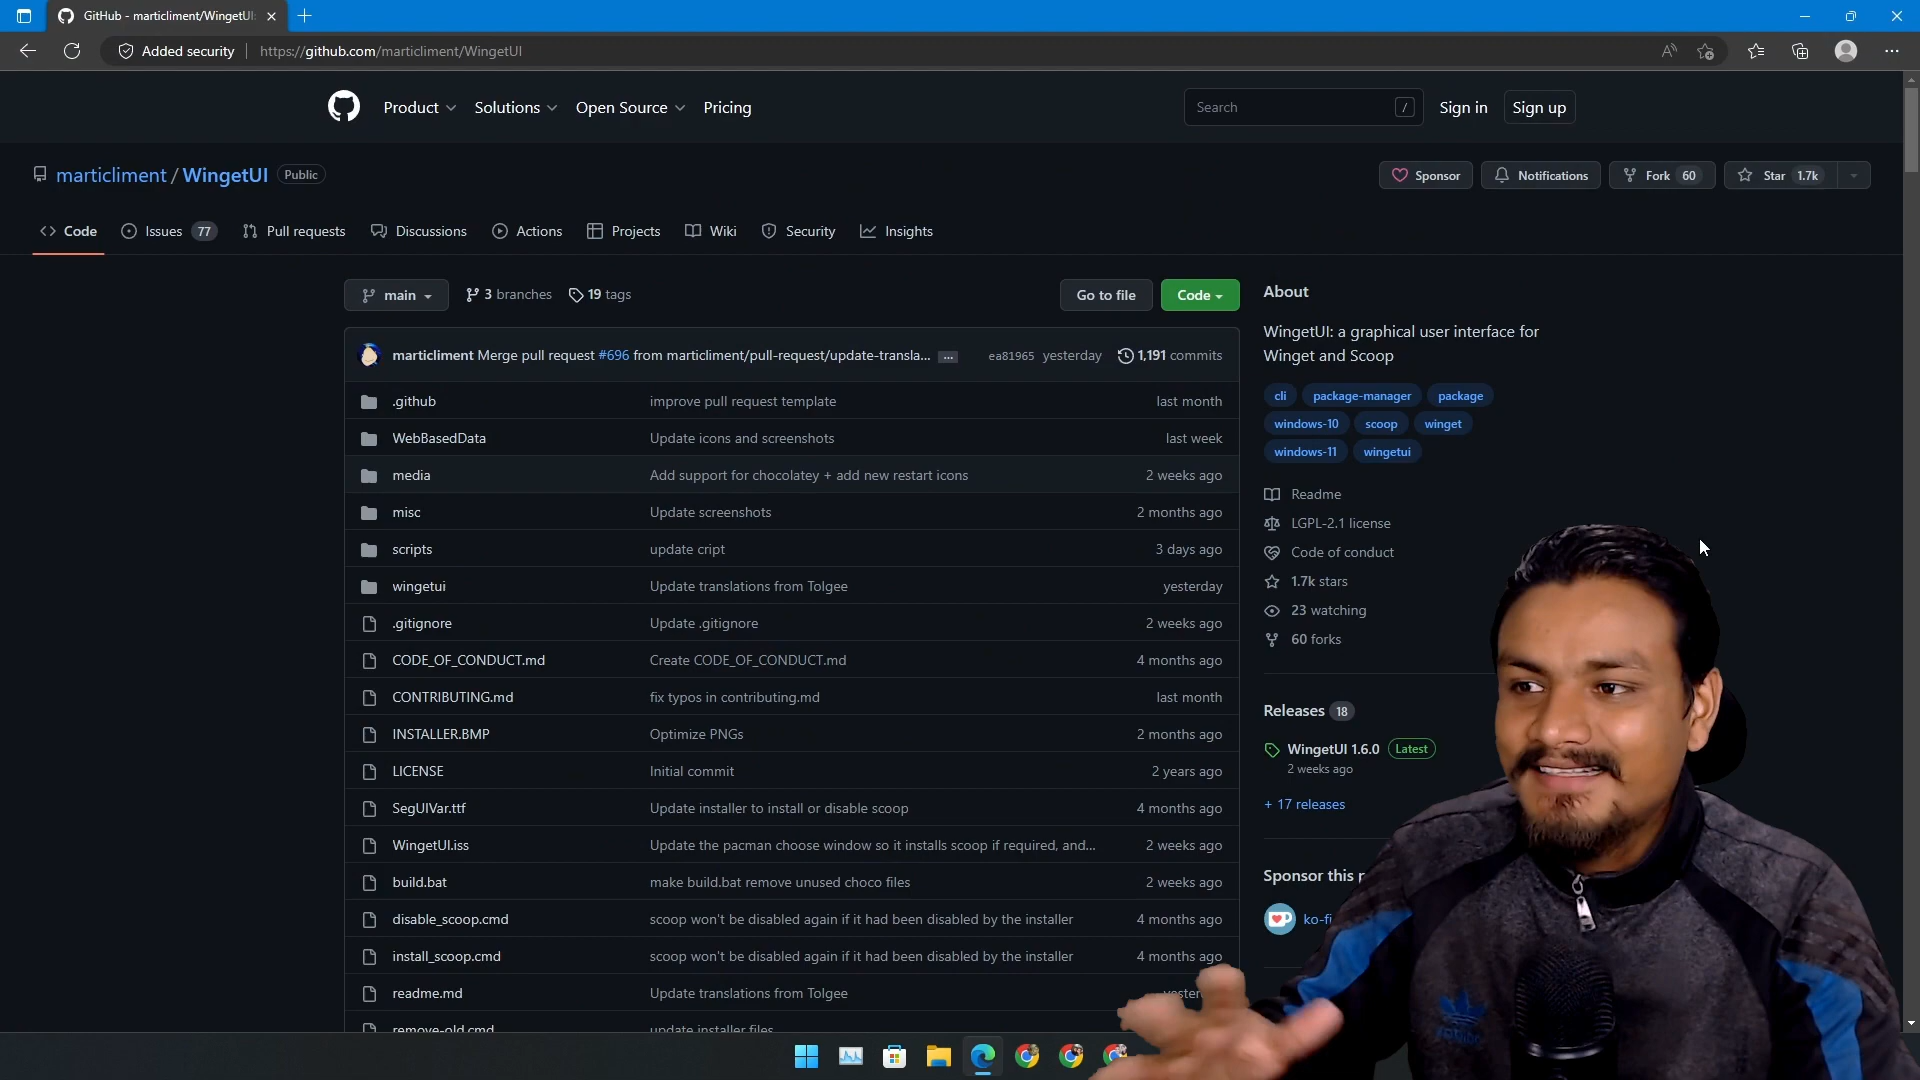 GitHub - marticliment/WingetUI:
Added security
https://github.com/marticliment/WingetUI
Product
Solutions
Open Source
Pricing
Search
/
Sign in
Sign up
marticliment / WingetUI
Public
Sponsor
Notifications
Fork 60
Star 1.7k
Code
Issues 77
Pull requests
Discussions
Actions
Projects
Wiki
Security
Insights
main
3 branches
19 tags
Go to file
Code
marticliment Merge pull request #696 from marticliment/pull-request/update-transla... ... ea81965 yesterday 1,191 commits
.github improve pull request template last month
WebBasedData Update icons and screenshots last week
media Add support for chocolatey + add new restart icons 2 weeks ago
misc Update screenshots 2 months ago
scripts update cript 3 days ago
wingetui Update translations from Tolgee yesterday
.gitignore Update .gitignore 2 weeks ago
CODE_OF_CONDUCT.md Create CODE_OF_CONDUCT.md 4 months ago
CONTRIBUTING.md fix typos in contributing.md last month
INSTALLER.BMP Optimize PNGs 2 months ago
LICENSE Initial commit 2 years ago
SegUIVar.ttf Update installer to install or disable scoop 4 months ago
WingetUI.iss Update the pacman choose window so it installs scoop if required, and... 2 weeks ago
build.bat make build.bat remove unused choco files 2 weeks ago
disable_scoop.cmd scoop won't be disabled again if it had been disabled by the installer 4 months ago
install_scoop.cmd scoop won't be disabled again if it had been disabled by the installer 4 months ago
readme.md Update translations from Tolgee
remove-old.cmd update installer files
About
WingetUI: a graphical user interface for
Winget and Scoop
cli package-manager package
windows-10 scoop winget
windows-11 wingetui
Readme
LGPL-2.1 license
Code of conduct
1.7k stars
23 watching
60 forks
Releases 18
WingetUI 1.6.0 Latest
2 weeks ago
+ 17 releases
Sponsor this
ko-fi